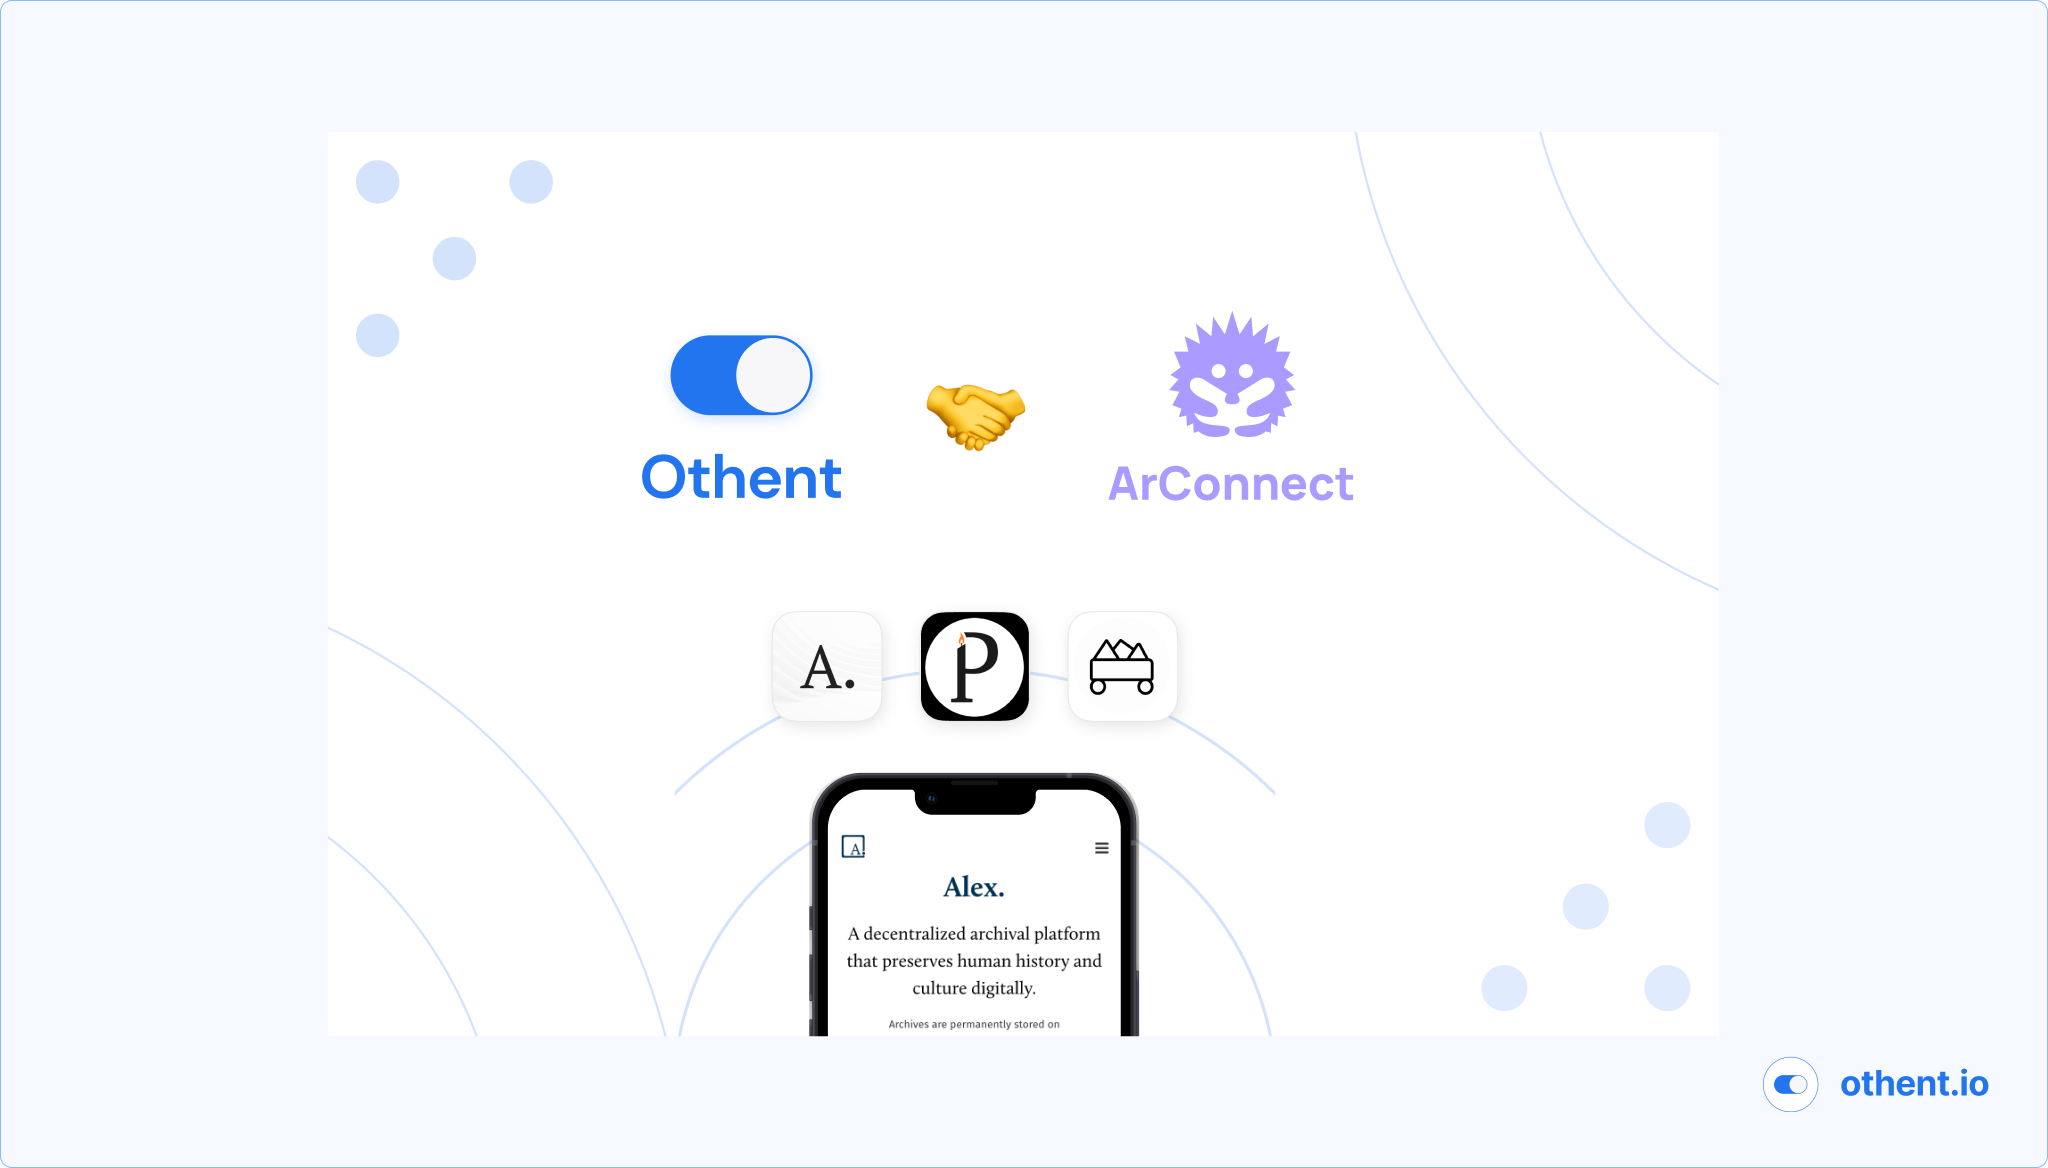 Othent
ArConnect
A.
P
A.
Alex.
A decentralized archival platform
that preserves human history and
culture digitally.
Archives are permanently stored on
othent.io